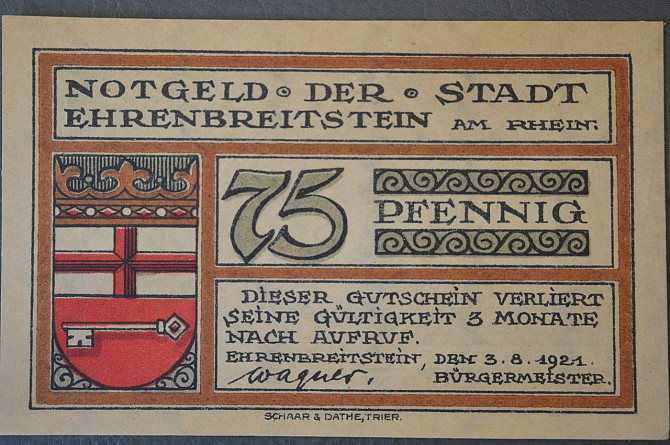 NOTGELD • DER • STADT
EHRENBREITSTEIN AM RHEIN.
75 PFENNIG
DIESER GUTSCHEIN VERLIERT
SEINE GÜLTIGKEIT 3 MONATE
NACH AUFRUF.
EHRENBREITSTEIN, DEN 3.8.1921.
Wagner. BÜRGERMEISTER.
SCHAAR & DATHE, TRIER.